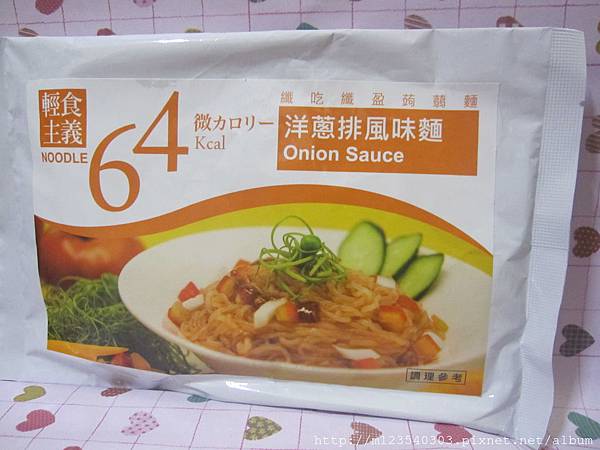 輕食
主義
NOODLE
64
微カロリー
Kcal
纖吃纖盈蒟蒻麵
洋蔥排風味麵
Onion Sauce
調理參考
http://m123540303.pixnet.net/album